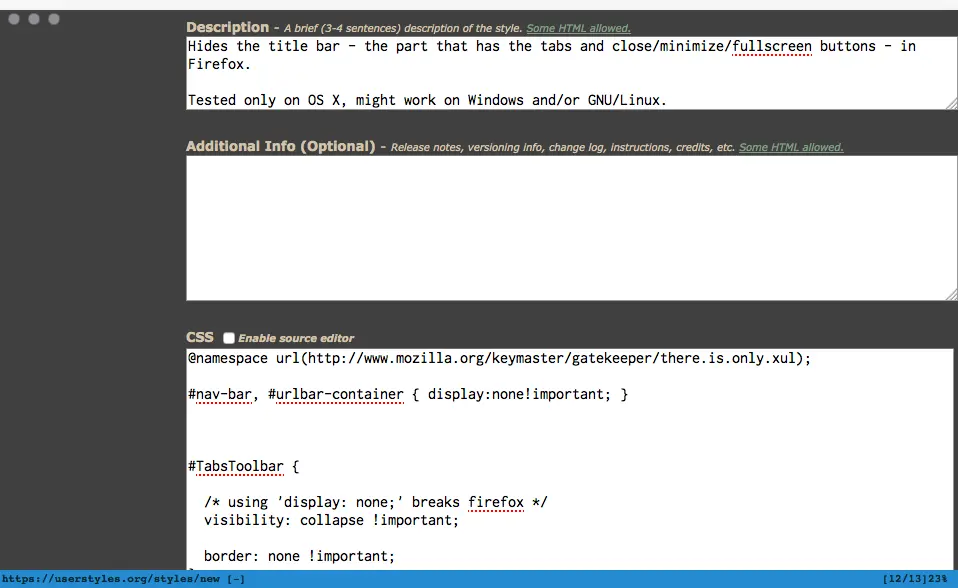 Description - A brief (3-4 sentences) description of the style. Some HTML allowed.
Hides the title bar - the part that has the tabs and close/minimize/fullscreen buttons - in
Firefox.
Tested only on OS X, might work on Windows and/or GNU/Linux.
Additional Info (Optional) - Release notes, versioning info, change log, instructions, credits, etc. Some HTML allowed.
CSS Enable source editor
@namespace url(http://www.mozilla.org/keymaster/gatekeeper/there.is.only.xul);
#nav-bar, #urlbar-container { display:none!important; }
#TabsToolbar {
/* using 'display: none;' breaks firefox */
visibility: collapse !important;
border: none !important;
https://userstyles.org/styles/new [-] [12/13]23%